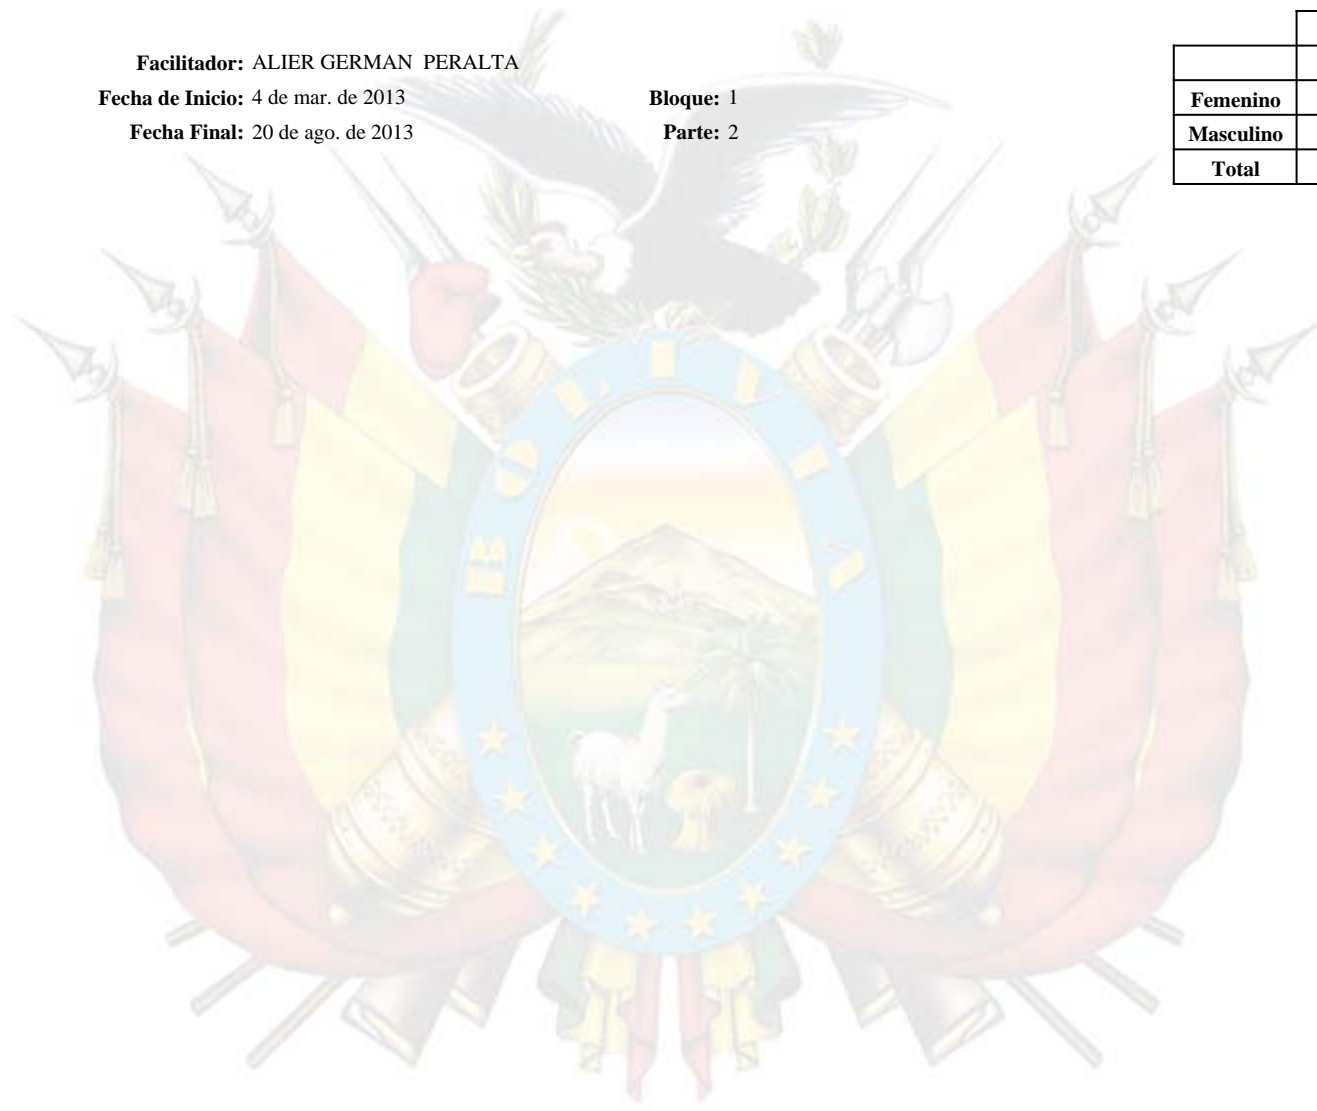 Facilitador: ALIER GERMAN PERALTA
Fecha de Inicio: 4 de mar. de 2013 Bloque: 1
Fecha Final: 20 de ago. de 2013 Parte: 2
Femenino
Masculino
Total
BOLIVIA